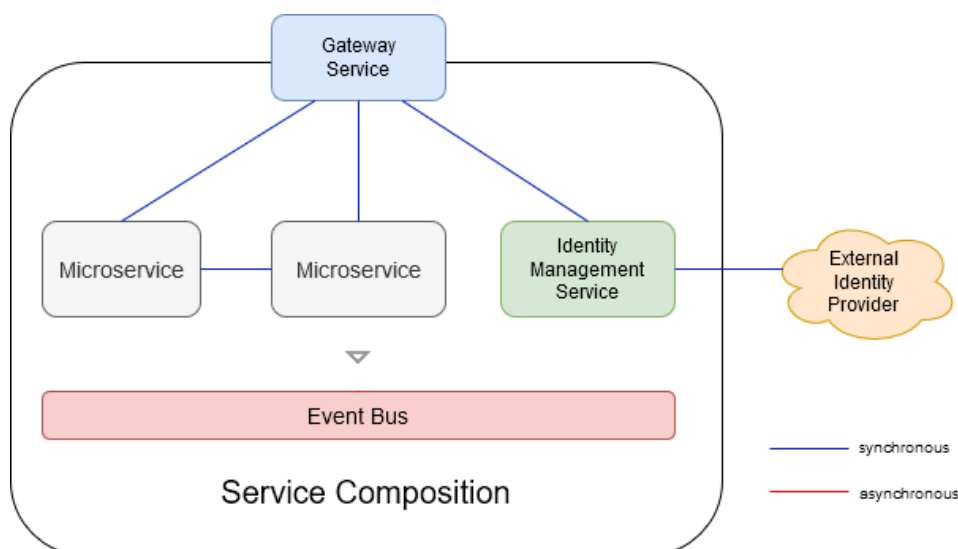 Gateway
Service
Microservice
Microservice
Identity
Management
Service
External
Identity
Provider
Event Bus
synchronous
Service Composition
asynchronous